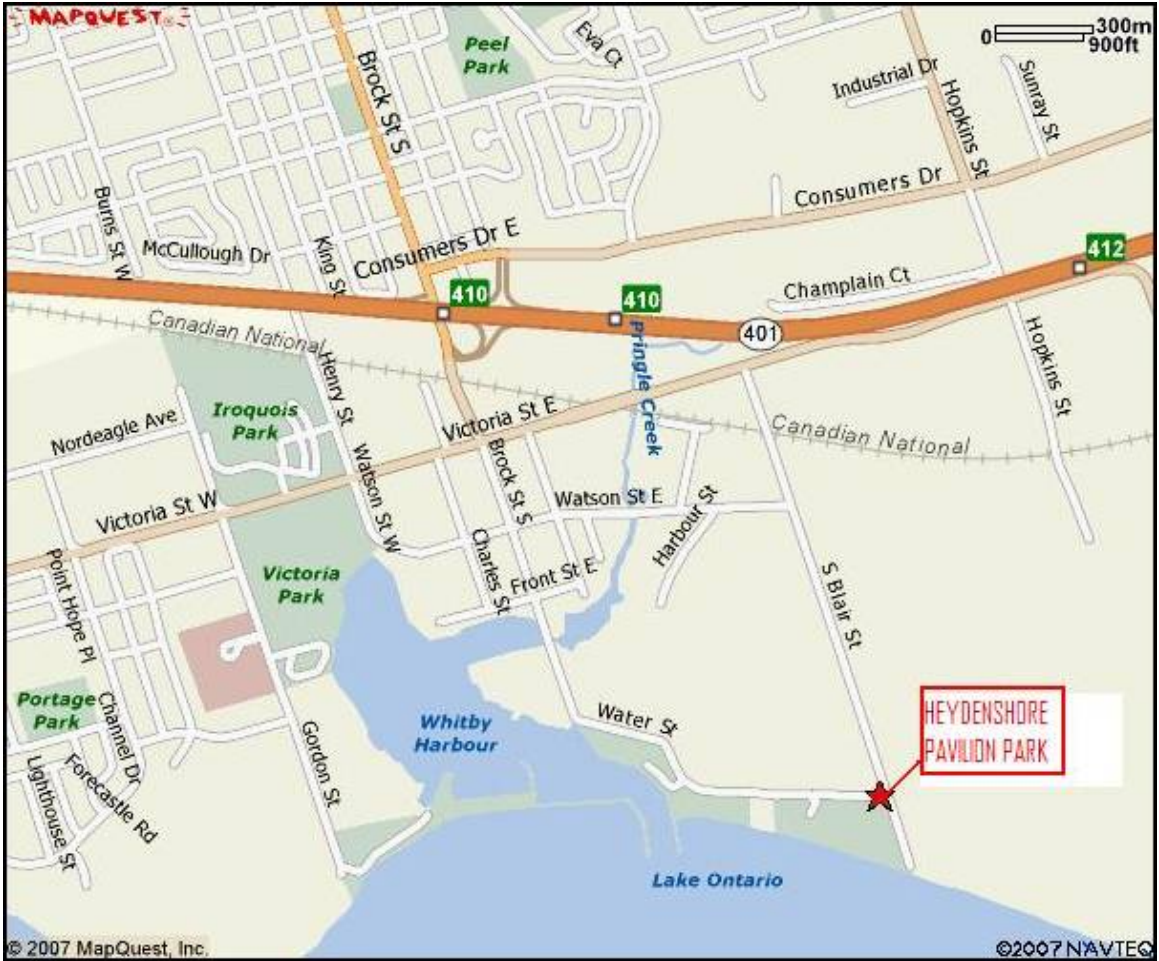 MAPQUEST
300m
0
900ft
Eva Ct
Peel
Park
Industrial Dr
Sunray St
Brock St S
Hopkins St
Consumers Dr
Burns St W
McCullough Dr
King St
Consumers Dr E
412
410
410
Champlain Ct
401
Canadian National
Pringle Creek
Hopkins St
Henry St
Iroquois
Park
Nordeagle Ave
Victoria St E
Canadian National
Watson St W
Brock St S
Victoria St W
Watson St E
Harbour St
Charles St
Front St E
Victoria
Park
Point Hope Pl
S Blair St
Portage
Park
Channel Dr
Whitby
Harbour
Water St
HEYDENSHORE
PAVILION PARK
Gordon St
Lighthouse St
Forecastle Rd
Lake Ontario
© 2007 MapQuest, Inc.
©2007 NAVTEQ